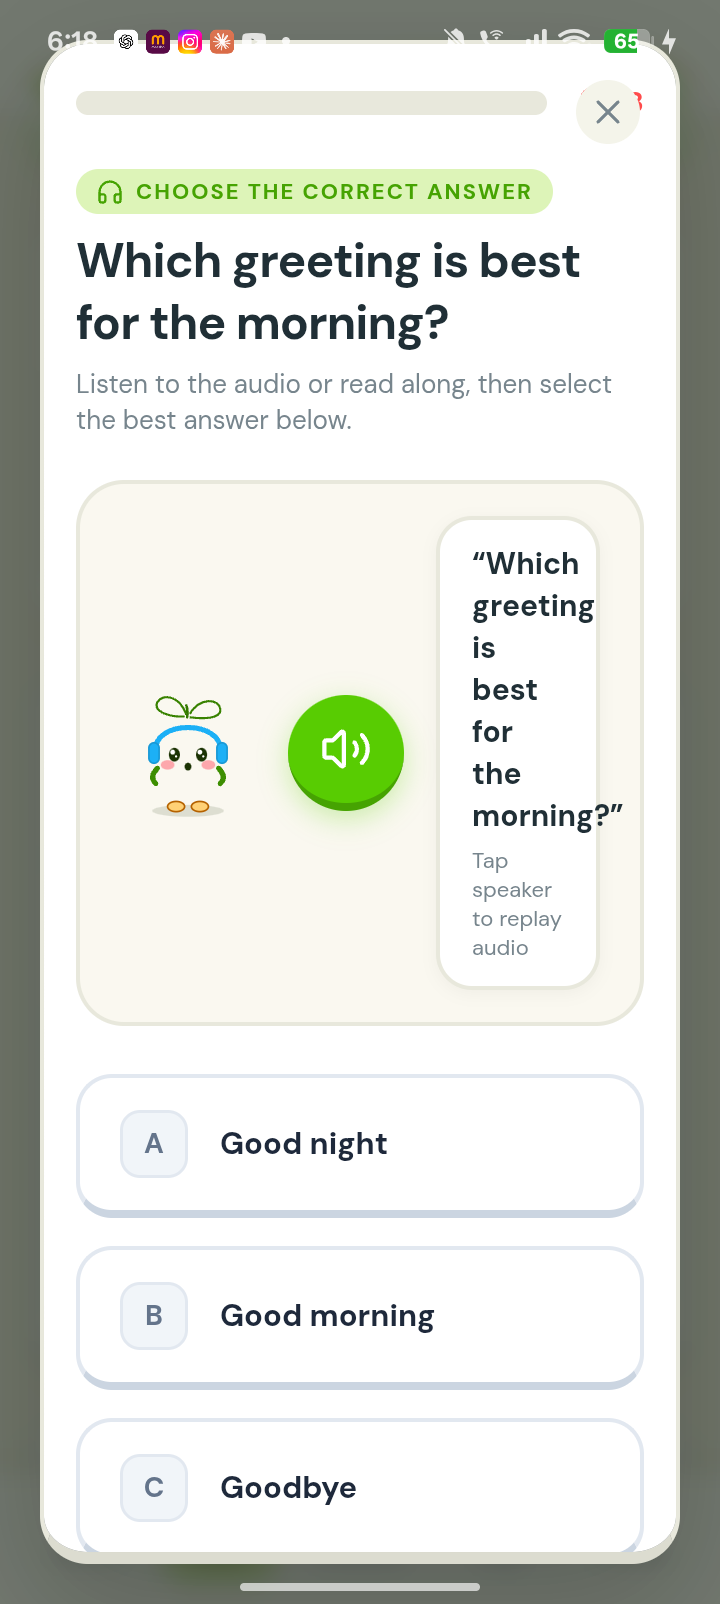 6:18
65
CHOOSE THE CORRECT ANSWER
Which greeting is best
for the morning?
Listen to the audio or read along, then select
the best answer below.
“Which
greeting
is
best
for
the
morning?”
Tap
speaker
to replay
audio
A Good night
B Good morning
C Goodbye